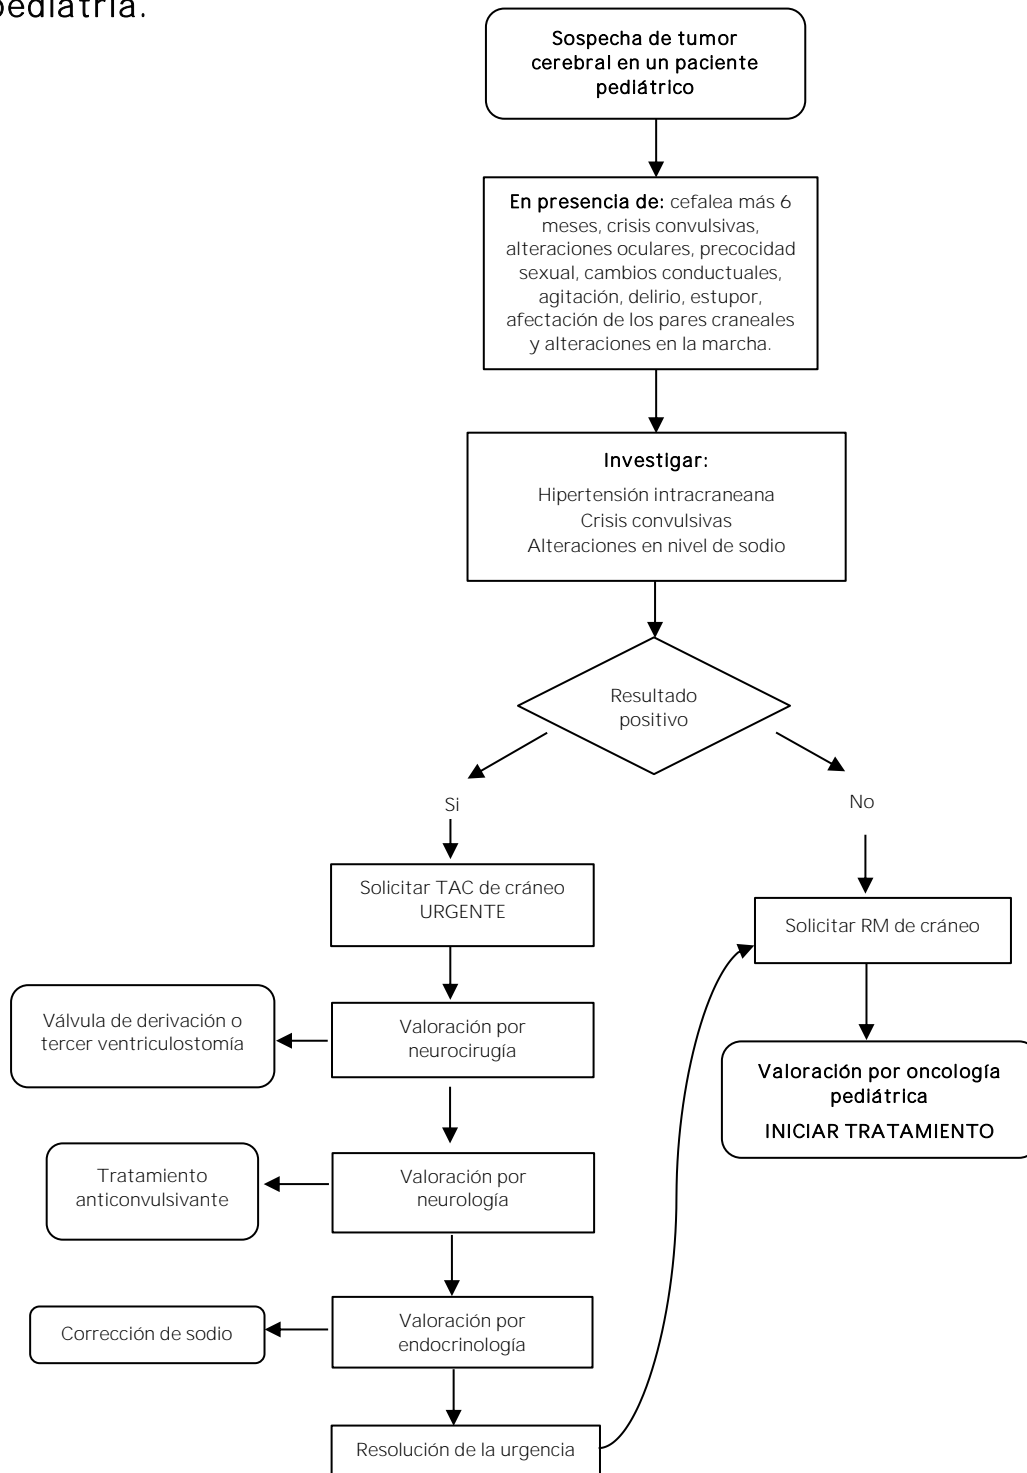 pediatría.
Sospecha de tumor
cerebral en un paciente
pediátrico
En presencia de: cefalea más 6
meses, crisis convulsivas,
alteraciones oculares, precocidad
sexual, cambios conductuales,
agitación, delirio, estupor,
afectación de los pares craneales
y alteraciones en la marcha.
Investigar:
Hipertensión intracraneana
Crisis convulsivas
Alteraciones en nivel de sodio
Resultado
positivo
Si
No
Solicitar TAC de cráneo
URGENTE
Solicitar RM de cráneo
Válvula de derivación o
tercer ventriculostomía
Valoración por
neurocirugía
Valoración por oncología
pediátrica
INICIAR TRATAMIENTO
Tratamiento
anticonvulsivante
Valoración por
neurología
Corrección de sodio
Valoración por
endocrinología
Resolución de la urgencia